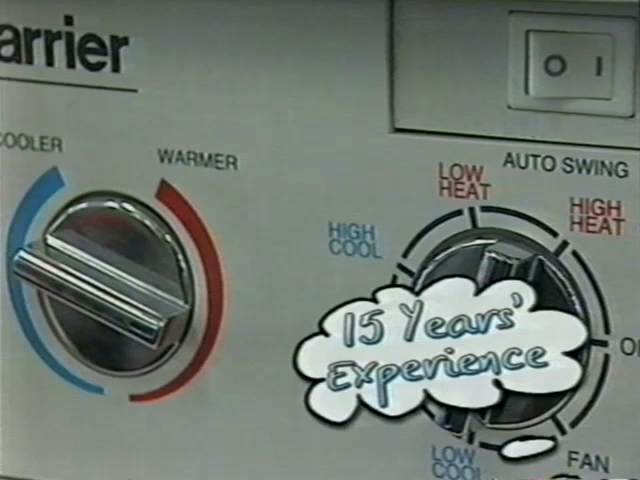 arrier
O I
COOLER
WARMER
AUTO SWING
LOW
HEAT
HIGH
HEAT
HIGH
COOL
15 Years'
Experience
LOW
COOL
FAN